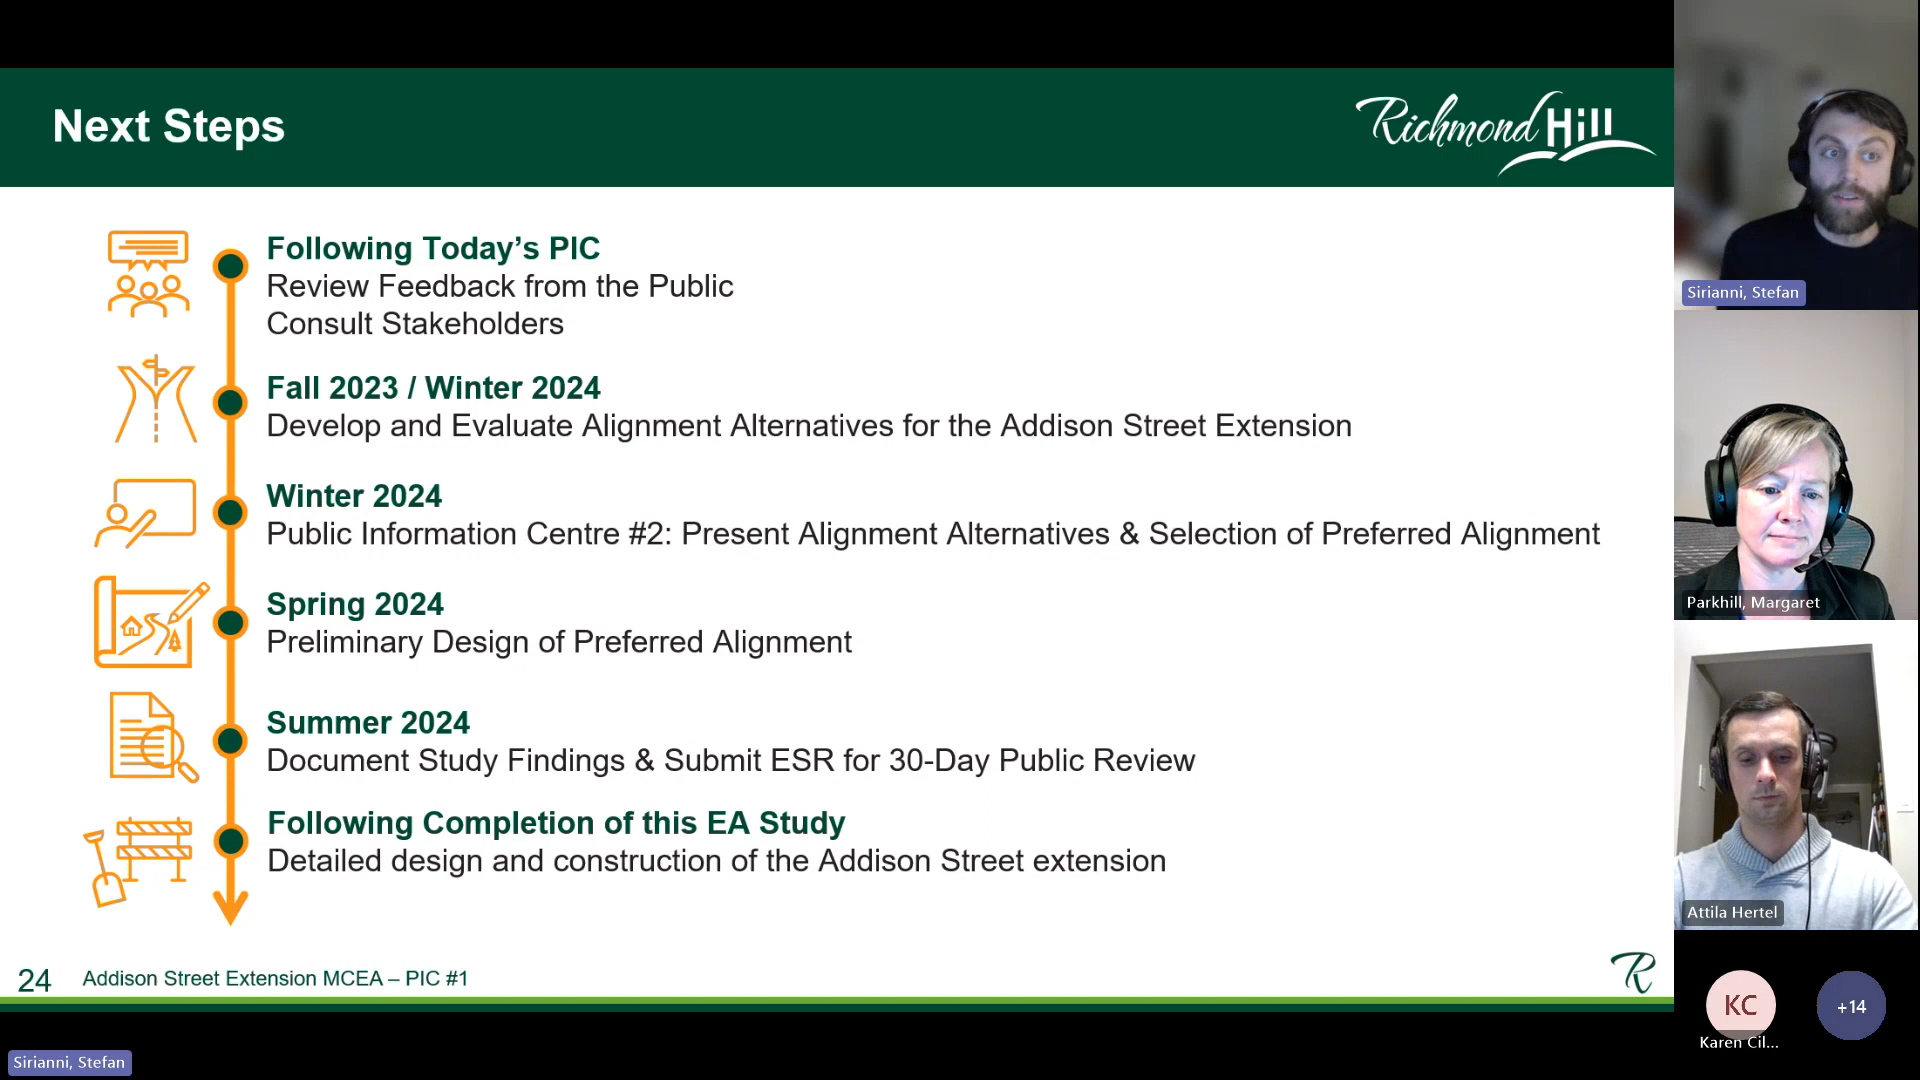 Next Steps
Richmond Hill
Following Today's PIC
Review Feedback from the Public
Consult Stakeholders
Fall 2023 / Winter 2024
Develop and Evaluate Alignment Alternatives for the Addison Street Extension
Winter 2024
Public Information Centre #2: Present Alignment Alternatives & Selection of Preferred Alignment
Spring 2024
Preliminary Design of Preferred Alignment
Summer 2024
Document Study Findings & Submit ESR for 30-Day Public Review
Following Completion of this EA Study
Detailed design and construction of the Addison Street extension
24 Addison Street Extension MCEA – PIC #1
R
Sirianni, Stefan
Sirianni, Stefan
Parkhill, Margaret
Attila Hertel
KC
Karen Cil...
+14